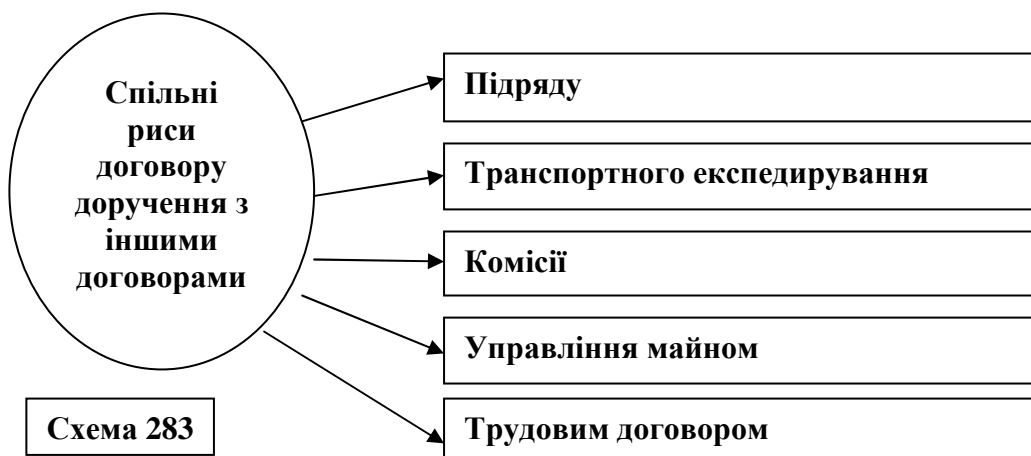 Спільні
риси
договору
доручення з
іншими
договорами
Підряду
Транспортного експедирування
Комісії
Управління майном
Трудовим договором
Схема 283